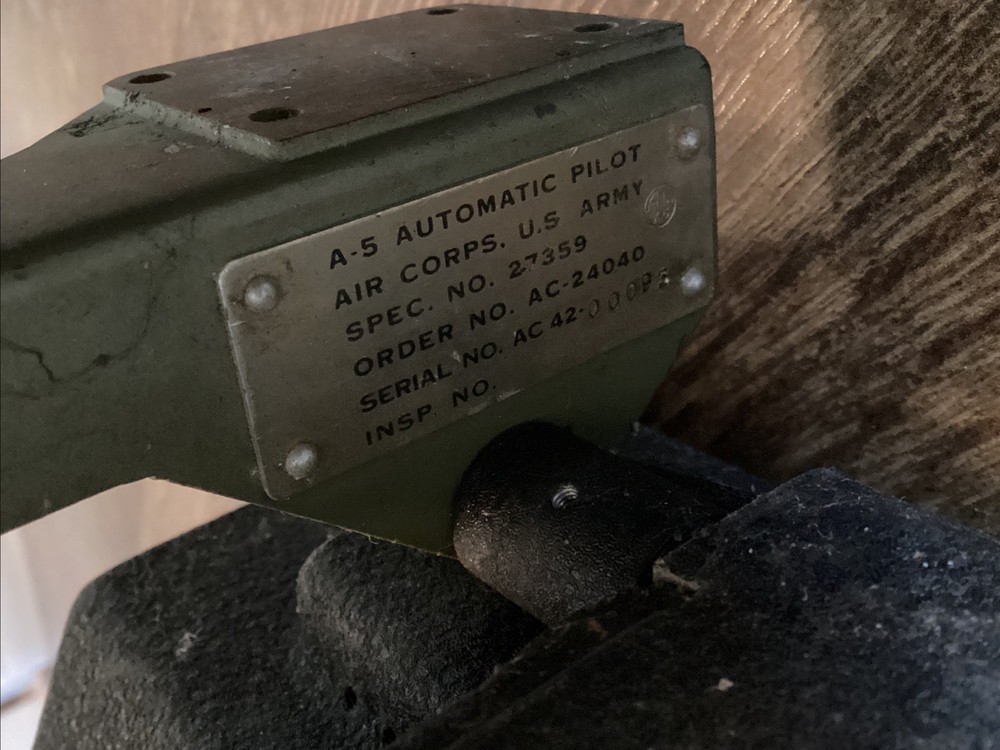 A-5 AUTOMATIC PILOT
AIR CORPS. U.S ARMY
SPEC. NO. 27359
ORDER NO. AC-24040
SERIAL NO. AC 42-
INSP. NO.